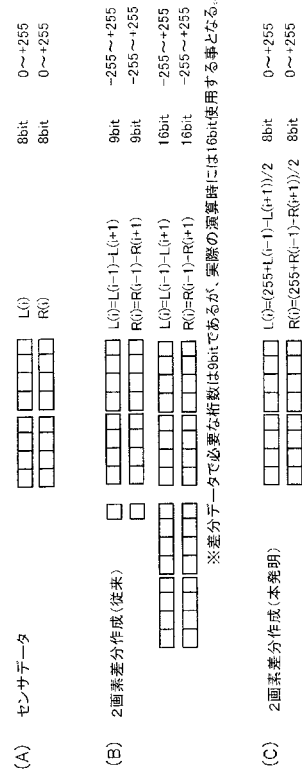 (A) センサデータ L(i) 8bit 0～+255
R(i) 8bit 0～+255
(B) 2画素差分作成(従来) L(i)=L(i-1)-L(i+1) 9bit -255～+255
R(i)=R(i-1)-R(i+1) 9bit -255～+255
L(i)=L(i-1)-L(i+1) 16bit -255～+255
R(i)=R(i-1)-R(i+1) 16bit -255～+255
※差分データで必要な桁数は9bitであるが、実際の演算時には16bit使用する事となる。
(C) 2画素差分作成(本発明) L(i)=(255+L(i-1)-L(i+1))/2 8bit 0～+255
R(i)=(255+R(i-1)-R(i+1))/2 8bit 0～+255